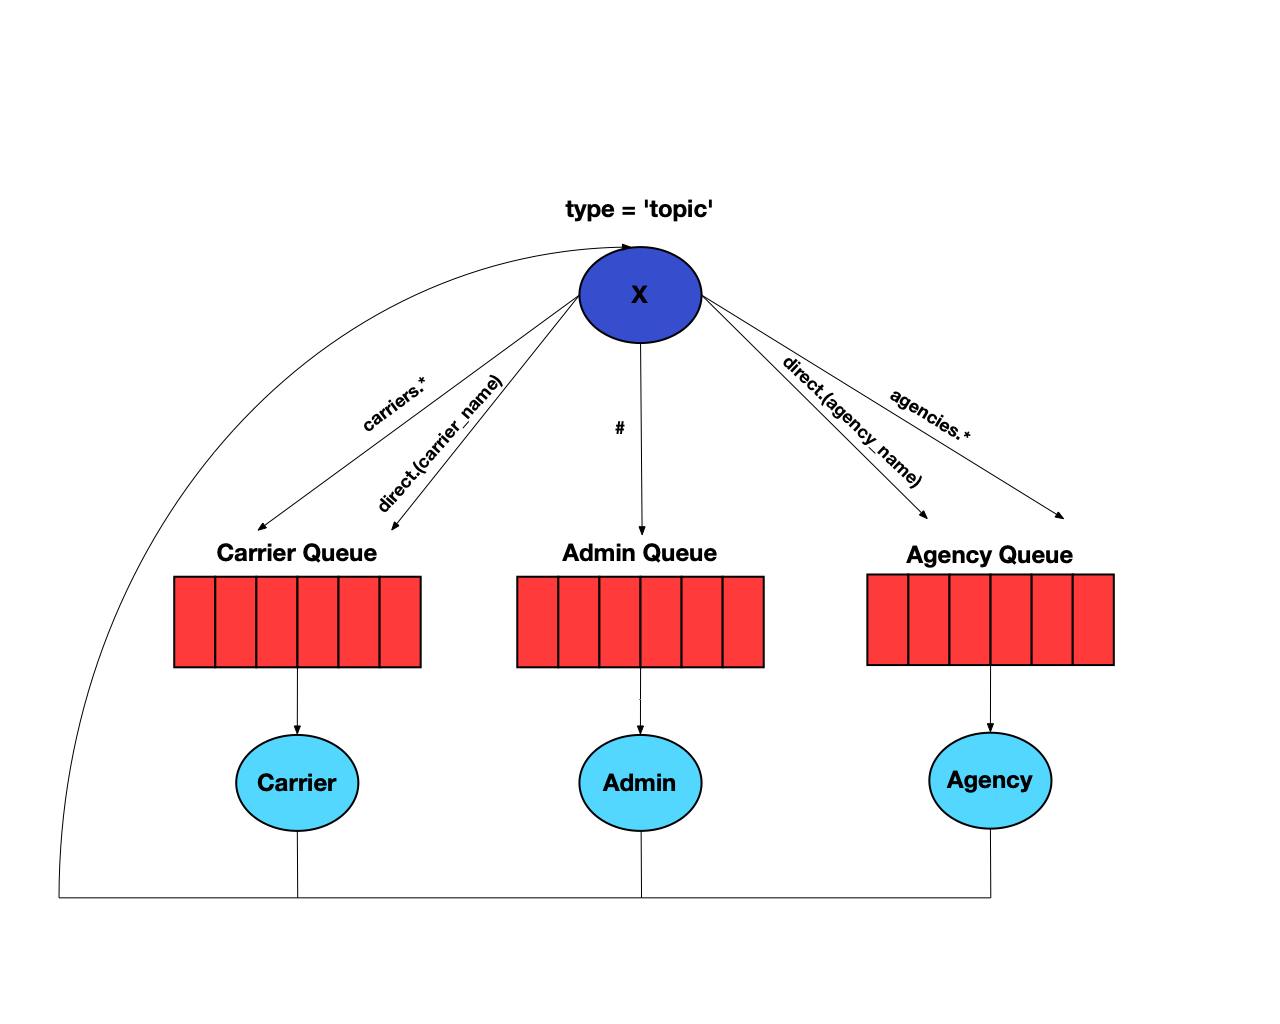 type = 'topic'
X
carriers.*
direct.(carrier_name)
#
direct.(agency_name)
agencies.*
Carrier Queue
Admin Queue
Agency Queue
Carrier
Admin
Agency